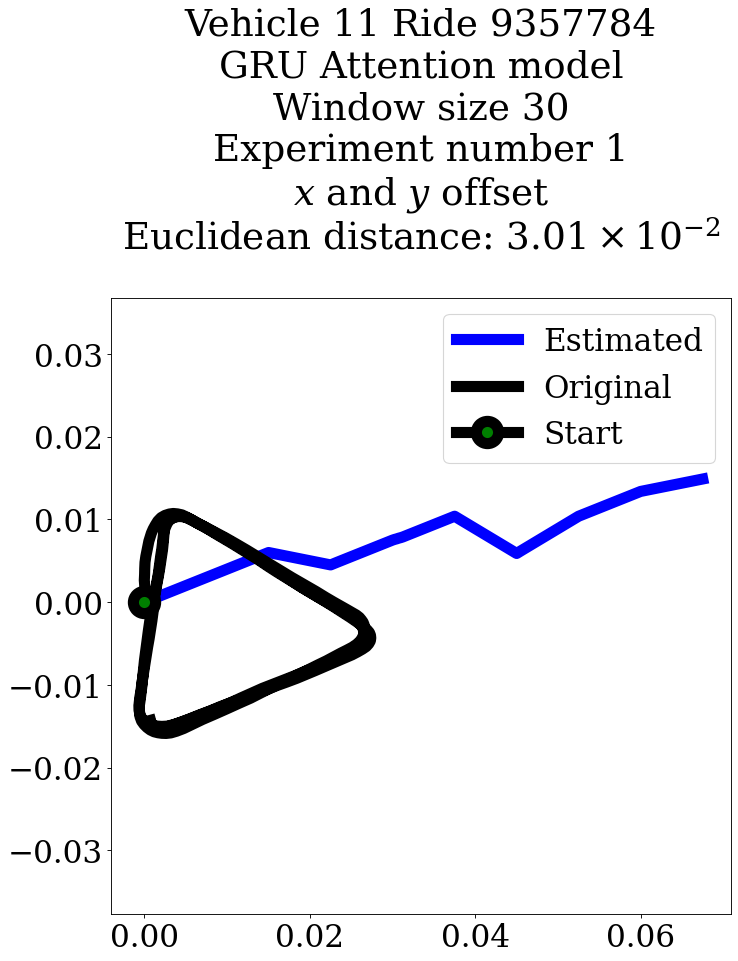 Vehicle 11 Ride 9357784
GRU Attention model
Window size 30
Experiment number 1
x and y offset
Euclidean distance: 3.01 × 10⁻²
Estimated
Original
Start
0.03
0.02
0.01
0.00
−0.01
−0.02
−0.03
0.00 0.02 0.04 0.06